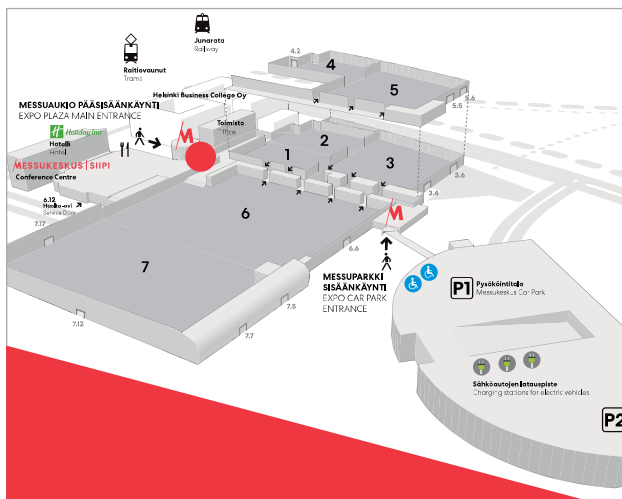 Junarata
Railway
Raitiovaunut
Trams
4.2
4
5
5.6
5.5
Helsinki Business College Oy
MESSUAUKIO PÄÄSISÄÄNKÄYNTI
EXPO PLAZA MAIN ENTRANCE
Toimisto
Office
Holiday Inn
Hotelli
Hotel
MESSUKESKUS|SIIPI
Conference Centre
M
1
2
3
3.6
3.4
6.12
Huolto-ovi
Service Door
7.17
6
M
6.6
7
MESSUPARKKI
SISÄÄNKÄYNTI
EXPO CAR PARK
ENTRANCE
7.5
7.7
7.12
P1
Pysäköintitalo
Messukeskus Car Park
Sähköautojen latauspiste
Charging stations for electric vehicles
P2